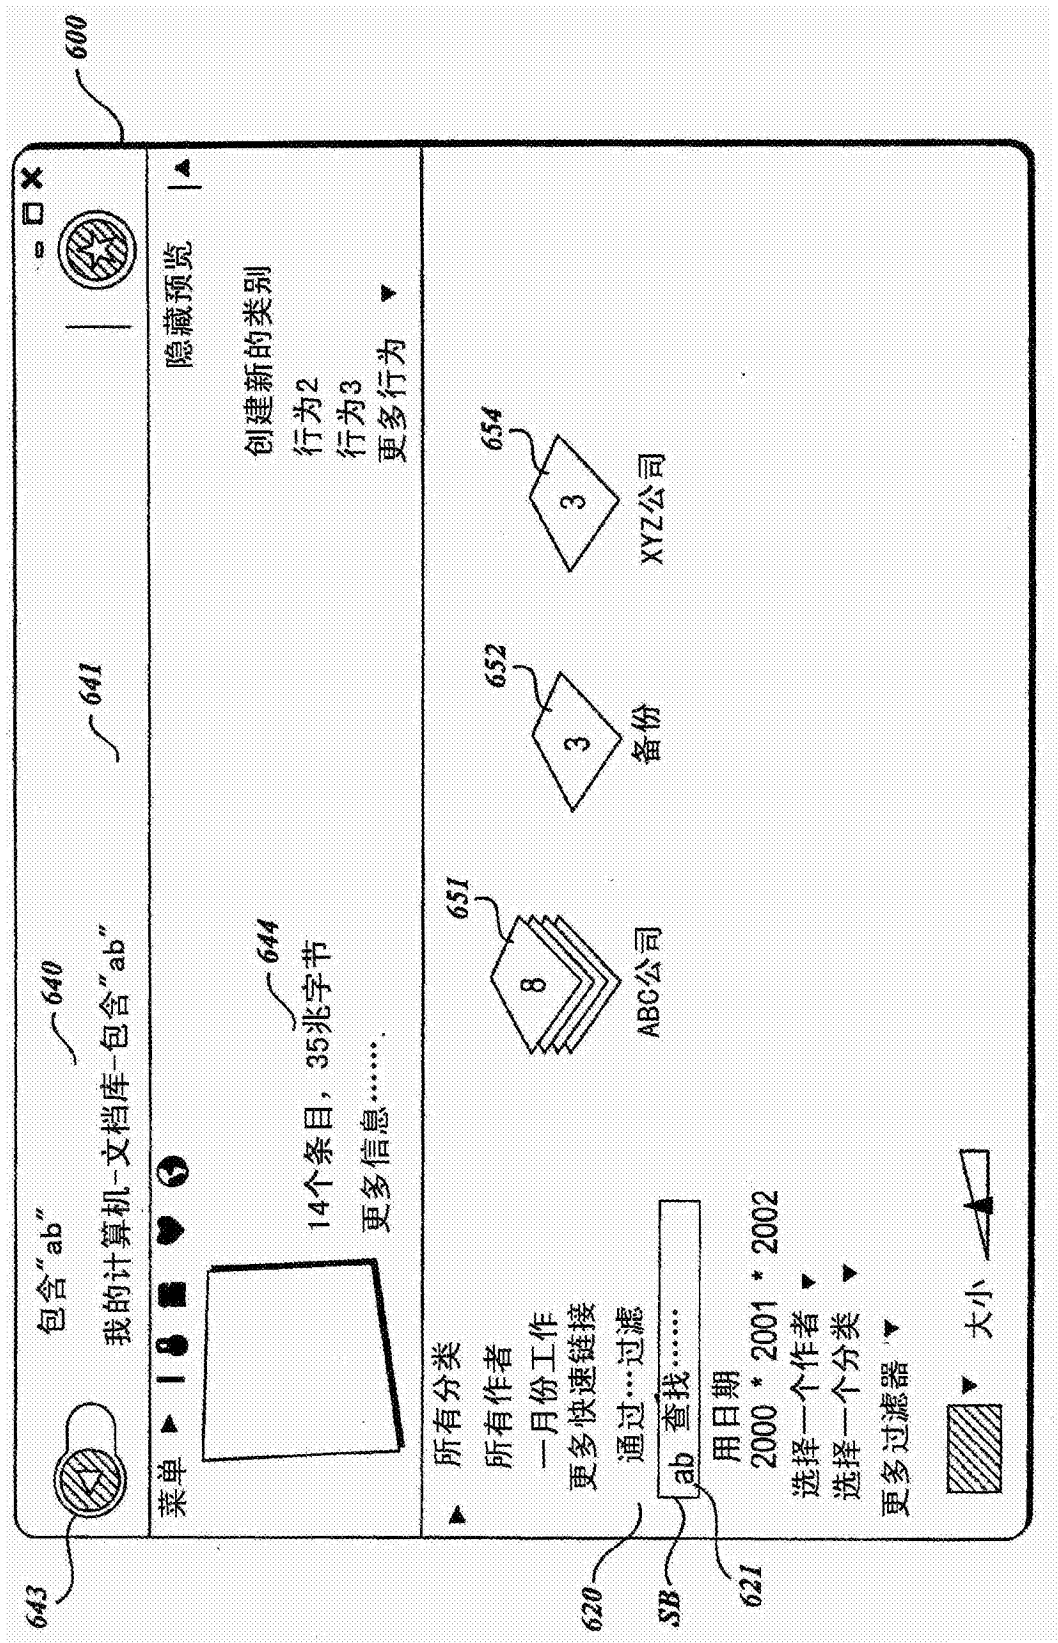 600
包含"ab"
640
我的计算机-文档库-包含"ab"
641
643
菜单
隐藏预览
644
14个条目，35兆字节
更多信息……
创建新的类别
行为2
行为3
更多行为
所有分类
所有作者
一月份工作
更多快速链接
620
通过…过滤
SB
ab 查找……
621
用日期
2000 * 2001 * 2002
选择一个作者
选择一个分类
更多过滤器
大小
651
8
ABC公司
652
3
备份
654
3
XYZ公司